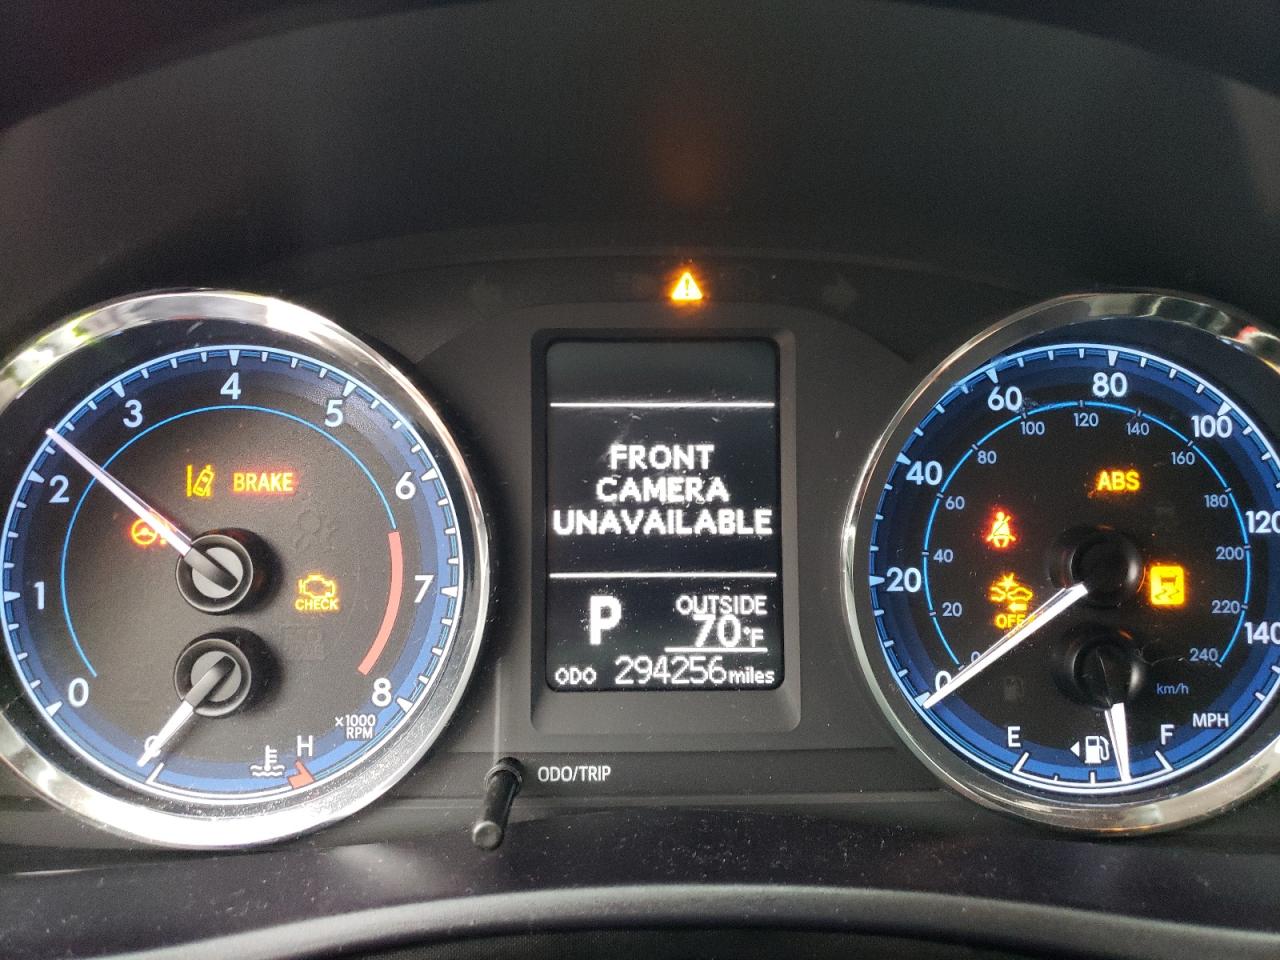 0
1
2
3
4
5
6
7
8
BRAKE
CHECK
×1000
RPM
H
FRONT
CAMERA
UNAVAILABLE
P
OUTSIDE
70°F
ODO 294256miles
ODO/TRIP
0
20
40
60
80
100
120
140
0
20
40
60
80
100
120
140
160
180
200
220
240
ABS
OFF
km/h
MPH
E
F